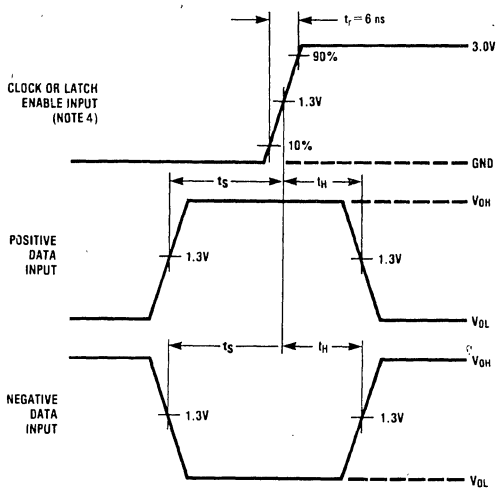 tr = 6 ns
3.0V
90%
CLOCK OR LATCH
ENABLE INPUT
(NOTE 4)
1.3V
10%
GND
tS
tH
VOH
POSITIVE
DATA
INPUT
1.3V
1.3V
VOL
tS
tH
VOH
NEGATIVE
DATA
INPUT
1.3V
1.3V
VOL